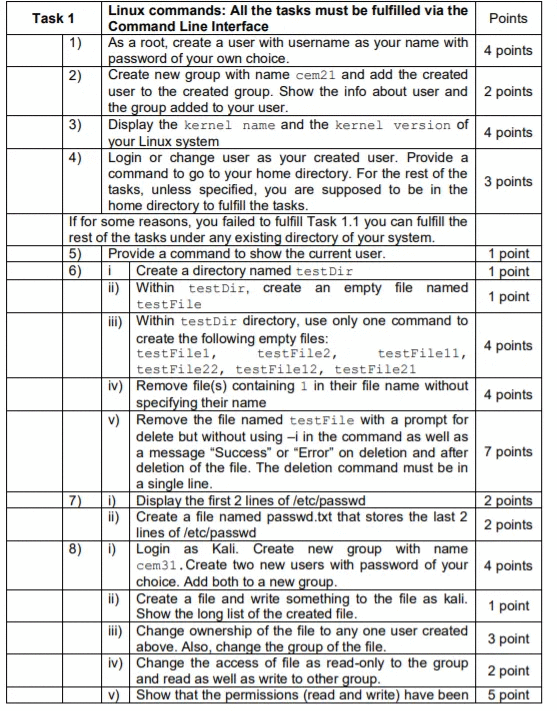 Task 1 Linux commands: All the tasks must be fulfilled via the Points
Command Line Interface
1) As a root, create a user with username as your name with
password of your own choice. 4 points
2) Create new group with name cem21 and add the created
user to the created group. Show the info about user and 2 points
the group added to your user.
3) Display the kernel name and the kernel version of
your Linux system 4 points
4) Login or change user as your created user. Provide a
command to go to your home directory. For the rest of the
tasks, unless specified, you are supposed to be in the 3 points
home directory to fulfill the tasks.
If for some reasons, you failed to fulfill Task 1.1 you can fulfill the
rest of the tasks under any existing directory of your system.
5) Provide a command to show the current user. 1 point
6) i Create a directory named testDir 1 point
ii) Within testDir, create an empty file named
testFile 1 point
iii) Within testDir directory, use only one command to
create the following empty files: 4 points
testFile1, testFile2, testFile11,
testFile22, testFile12, testFile21
iv) Remove file(s) containing 1 in their file name without
specifying their name 4 points
v) Remove the file named testFile with a prompt for
delete but without using –i in the command as well as
a message “Success” or “Error” on deletion and after 7 points
deletion of the file. The deletion command must be in
a single line.
7) i) Display the first 2 lines of /etc/passwd 2 points
ii) Create a file named passwd.txt that stores the last 2
lines of /etc/passwd 2 points
8) i) Login as Kali. Create new group with name
cem31. Create two new users with password of your 4 points
choice. Add both to a new group.
ii) Create a file and write something to the file as kali.
Show the long list of the created file. 1 point
iii) Change ownership of the file to any one user created
above. Also, change the group of the file. 3 point
iv) Change the access of file as read-only to the group
and read as well as write to other group. 2 point
v) Show that the permissions (read and write) have been 5 point